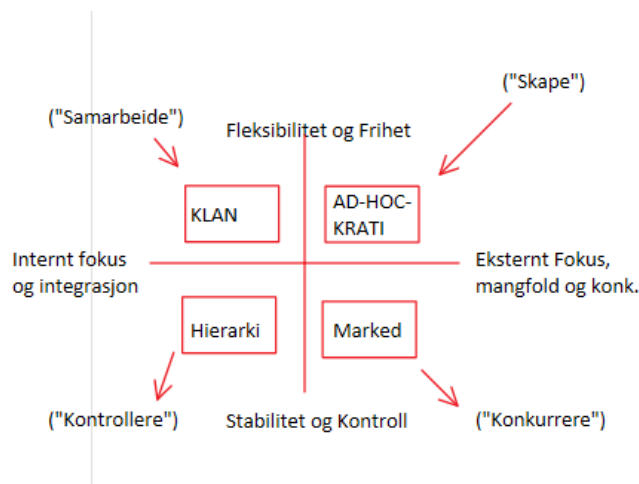 ("Skape")
("Samarbeide")
Fleksibilitet og Frihet
KLAN
AD-HOC-
KRATI
Internt fokus
og integrasjon
Eksternt Fokus,
mangfold og konk.
Hierarki
Marked
("Kontrollere")
Stabilitet og Kontroll
("Konkurrere")